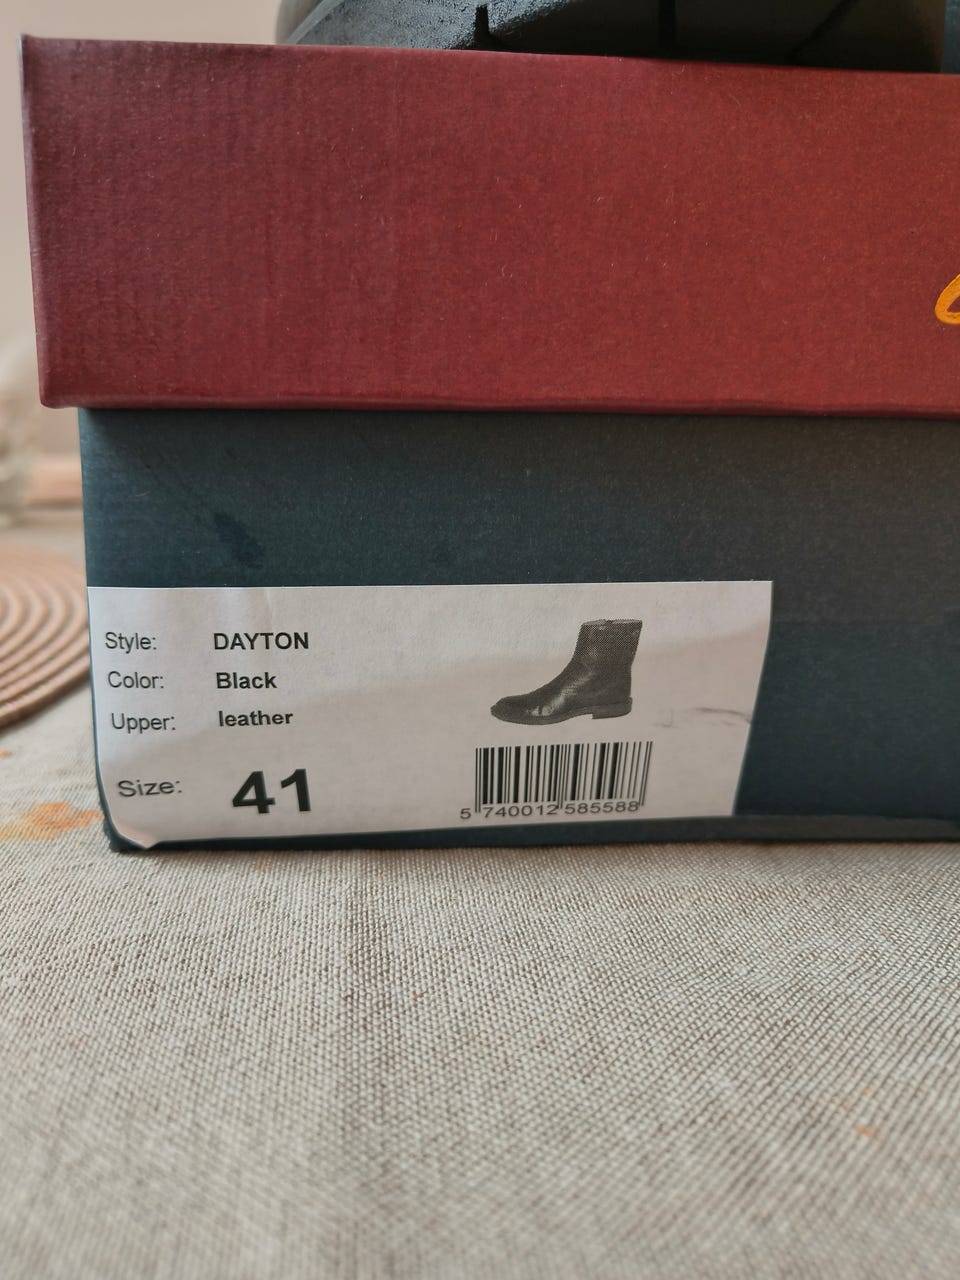 Style: DAYTON
Color: Black
Upper: leather
Size: 41
5 740012 585588